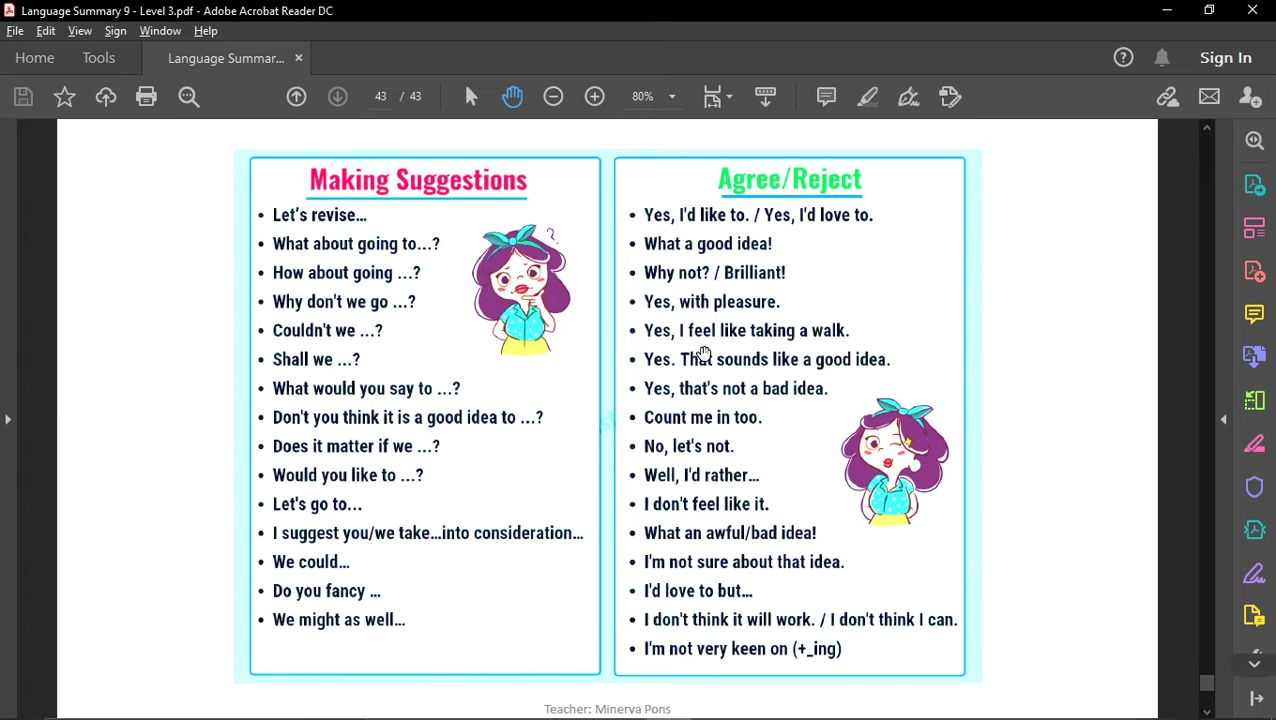 Language Summary 9 - Level 3.pdf - Adobe Acrobat Reader DC
File Edit View Sign Window Help
Home Tools Language Summar... × Sign In
43 / 43 80%
Making Suggestions
• Let's revise…
• What about going to…?
• How about going …?
• Why don't we go …?
• Couldn't we …?
• Shall we …?
• What would you say to …?
• Don't you think it is a good idea to …?
• Does it matter if we …?
• Would you like to …?
• Let's go to...
• I suggest you/we take…into consideration…
• We could…
• Do you fancy …
• We might as well…
Agree/Reject
• Yes, I'd like to. / Yes, I'd love to.
• What a good idea!
• Why not? / Brilliant!
• Yes, with pleasure.
• Yes, I feel like taking a walk.
• Yes. That sounds like a good idea.
• Yes, that's not a bad idea.
• Count me in too.
• No, let's not.
• Well, I'd rather…
• I don't feel like it.
• What an awful/bad idea!
• I'm not sure about that idea.
• I'd love to but…
• I don't think it will work. / I don't think I can.
• I'm not very keen on (+_ing)
Teacher: Minerva Pons